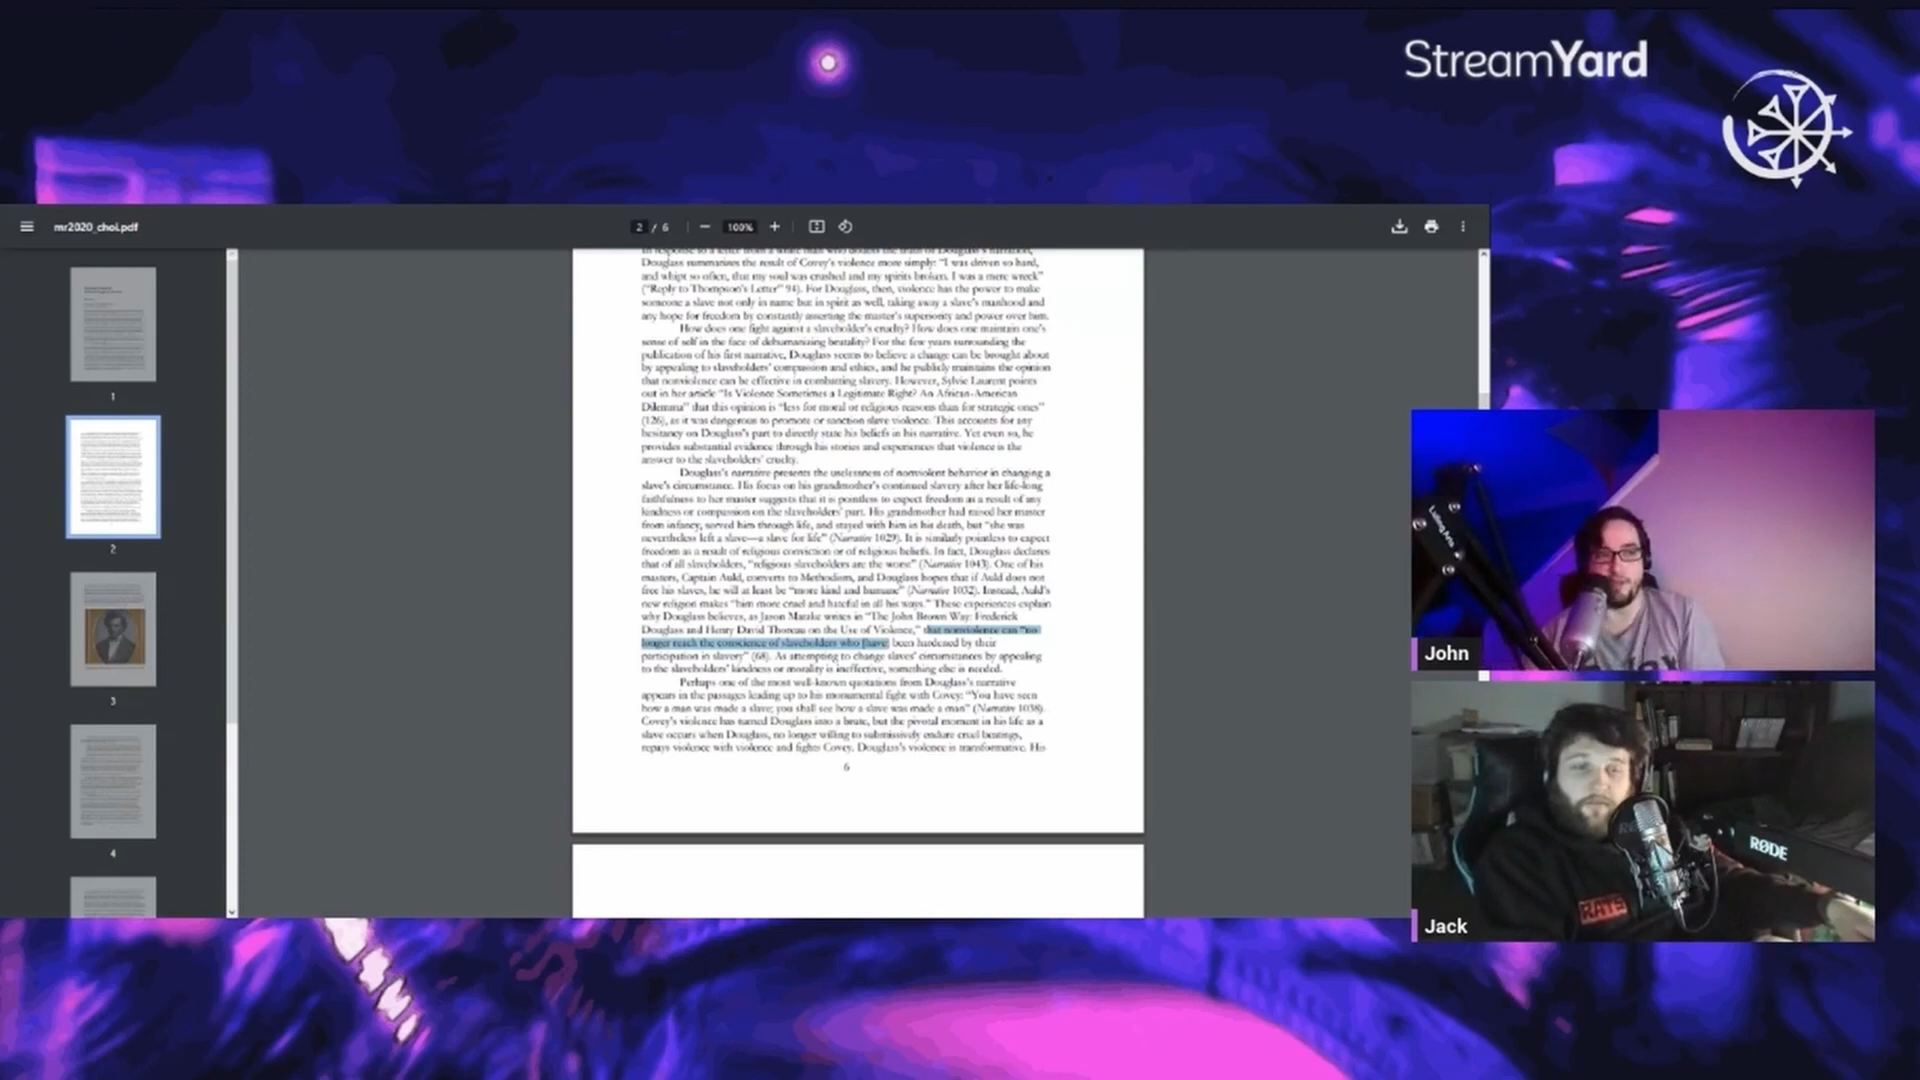 StreamYard
mr2020_choi.pdf
2 / 6
100%
Douglass summarizes the result of Covey's violence more simply: "I was driven so hard,
and whipt so often, that my soul was crushed and my spirits broken. I was a mere wreck"
("Reply to Thompson's Letter" 94). For Douglass, then, violence has the power to make
someone a slave not only in name but in spirit as well, taking away a slave's manhood and
any hope for freedom by constantly asserting the master's superiority and power over him.
How does one fight against a slaveholder's cruelty? How does one maintain one's
sense of self in the face of dehumanizing brutality? For the few years surrounding the
publication of his first narrative, Douglass seems to believe a change can be brought about
by appealing to slaveholders' compassion and ethics, and he publicly maintains the opinion
that nonviolence can be effective in combatting slavery. However, Sylvie Laurent points
out in her article "Is Violence Sometimes a Legitimate Right? An African-American
Dilemma" that this opinion is "less for moral or religious reasons than for strategic ones"
(126), as it was dangerous to promote or sanction slave violence. This accounts for any
hesitancy on Douglass's part to directly state his beliefs in his narrative. Yet even so, he
provides substantial evidence through his stories and experiences that violence is the
answer to the slaveholders' cruelty.
Douglass's narrative presents the uselessness of nonviolent behavior in changing a
slave's circumstance. His focus on his grandmother's continued slavery after her life-long
faithfulness to her master suggests that it is pointless to expect freedom as a result of any
kindness or compassion on the slaveholders' part. His grandmother had raised her master
from infancy, served him through life, and stayed with him in his death, but "she was
nevertheless left a slave—a slave for life" (Narrative 1029). It is similarly pointless to expect
freedom as a result of religious conviction or of religious beliefs. In fact, Douglass declares
that of all slaveholders, "religious slaveholders are the worst" (Narrative 1043). One of his
masters, Captain Auld, converts to Methodism, and Douglass hopes that if Auld does not
free his slaves, he will at least be "more kind and humane" (Narrative 1032). Instead, Auld's
new religion makes "him more cruel and hateful in all his ways." These experiences explain
why Douglass believes, as Jason Matzke writes in "The John Brown Way: Frederick
Douglass and Henry David Thoreau on the Use of Violence," that nonviolence can "no
longer reach the conscience of slaveholders who [have] been hardened by their
participation in slavery" (68). As attempting to change slaves' circumstances by appealing
to the slaveholders' kindness or morality is ineffective, something else is needed.
Perhaps one of the most well-known quotations from Douglass's narrative
appears in the passages leading up to his monumental fight with Covey: "You have seen
how a man was made a slave; you shall see how a slave was made a man" (Narrative 1038).
Covey's violence has turned Douglass into a brute, but the pivotal moment in his life as a
slave occurs when Douglass, no longer willing to submissively endure cruel beatings,
repays violence with violence and fights Covey. Douglass's violence is transformative. His
6
1
2
3
4
John
RØDE
RATS
Jack